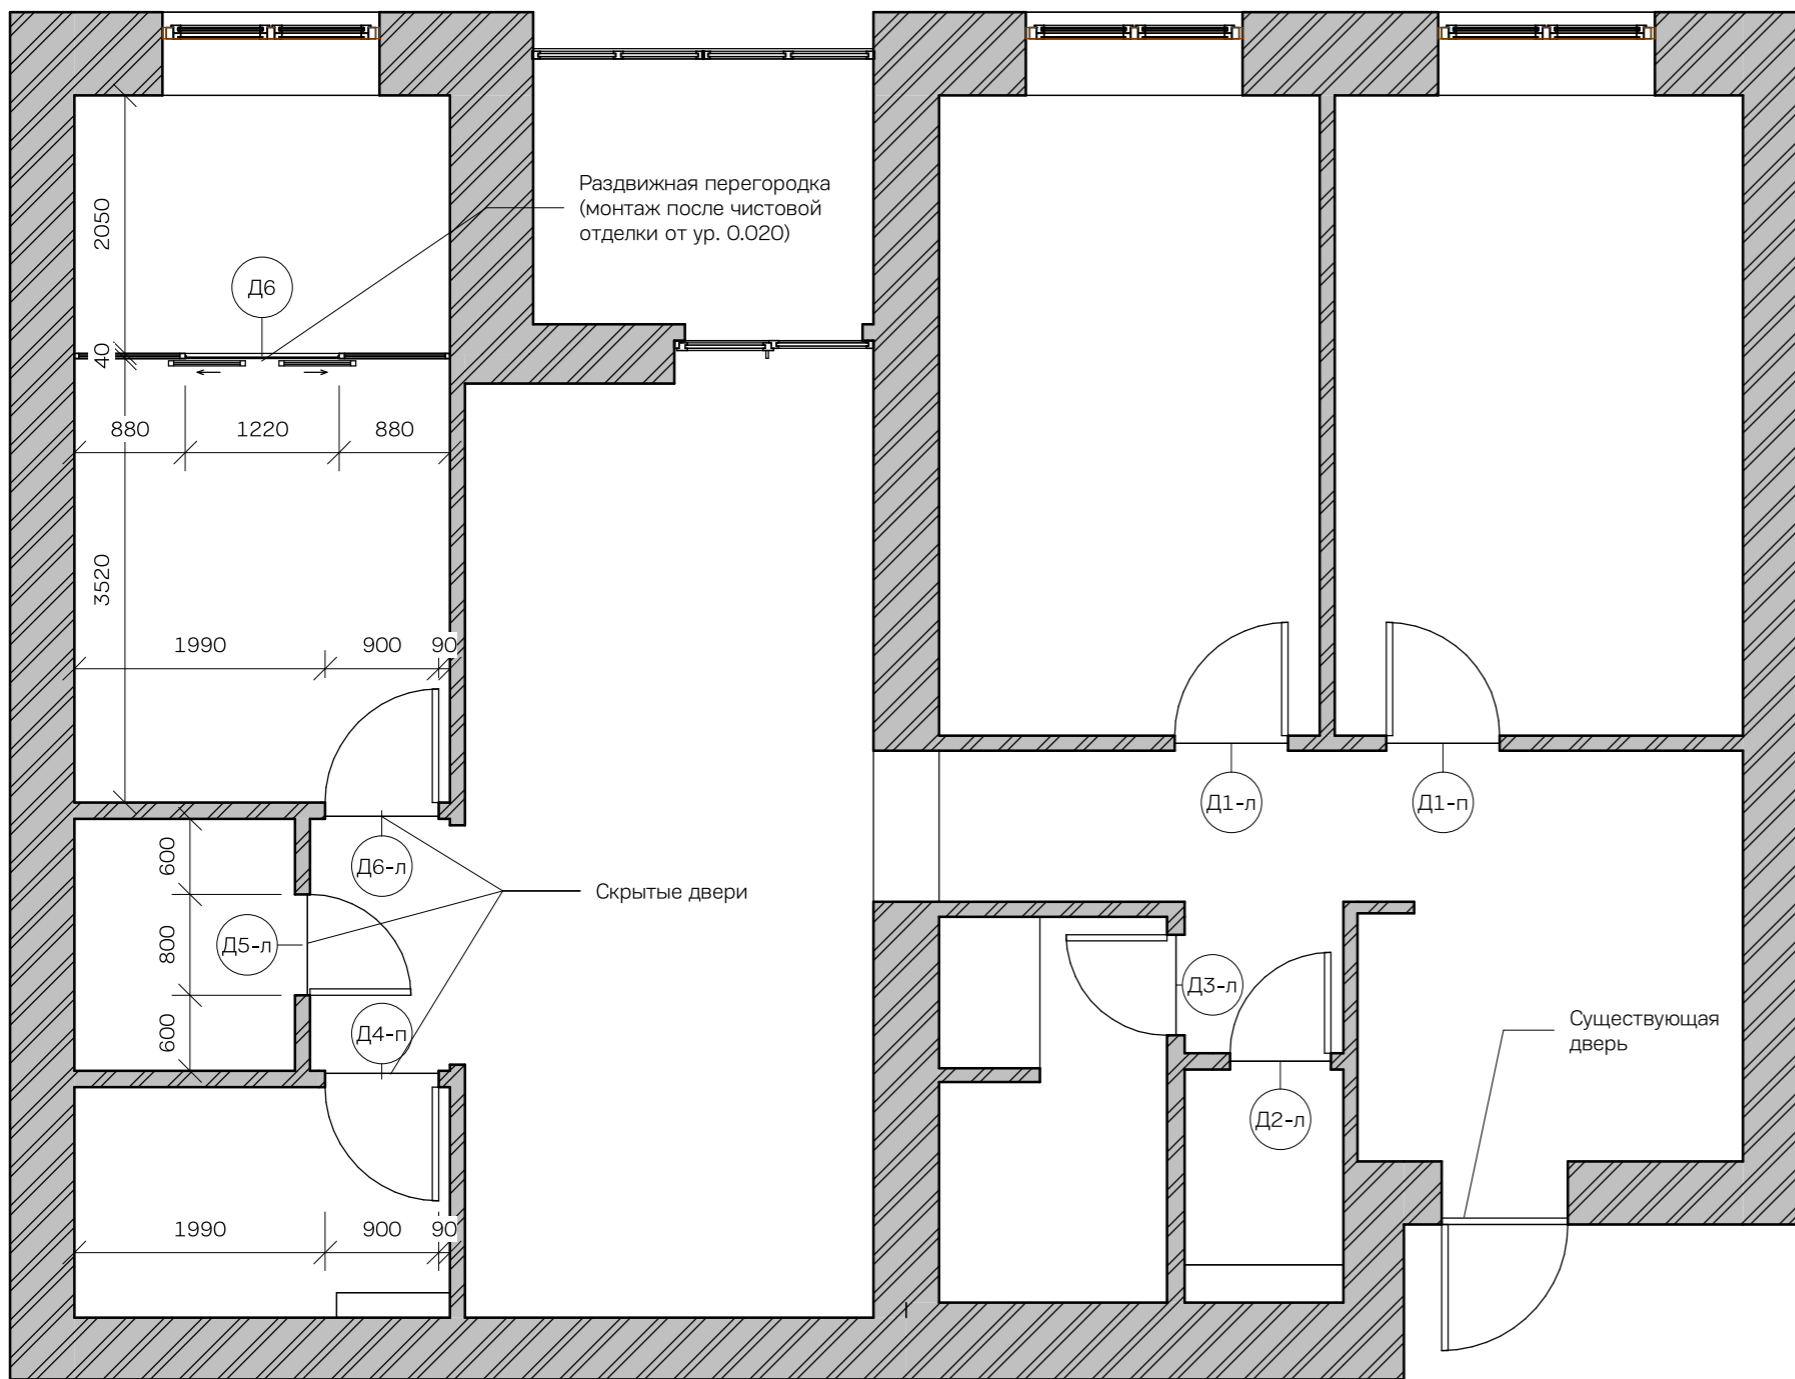 Раздвижная перегородка
(монтаж после чистовой
отделки от ур. 0.020)
2050
Д6
40
880
1220
880
3520
1990
900
90
Д1-л
Д1-п
600
Д6-л
Скрытые двери
800
Д5-л
Д3-л
600
Д4-п
Существующая
дверь
Д2-л
1990
900
90